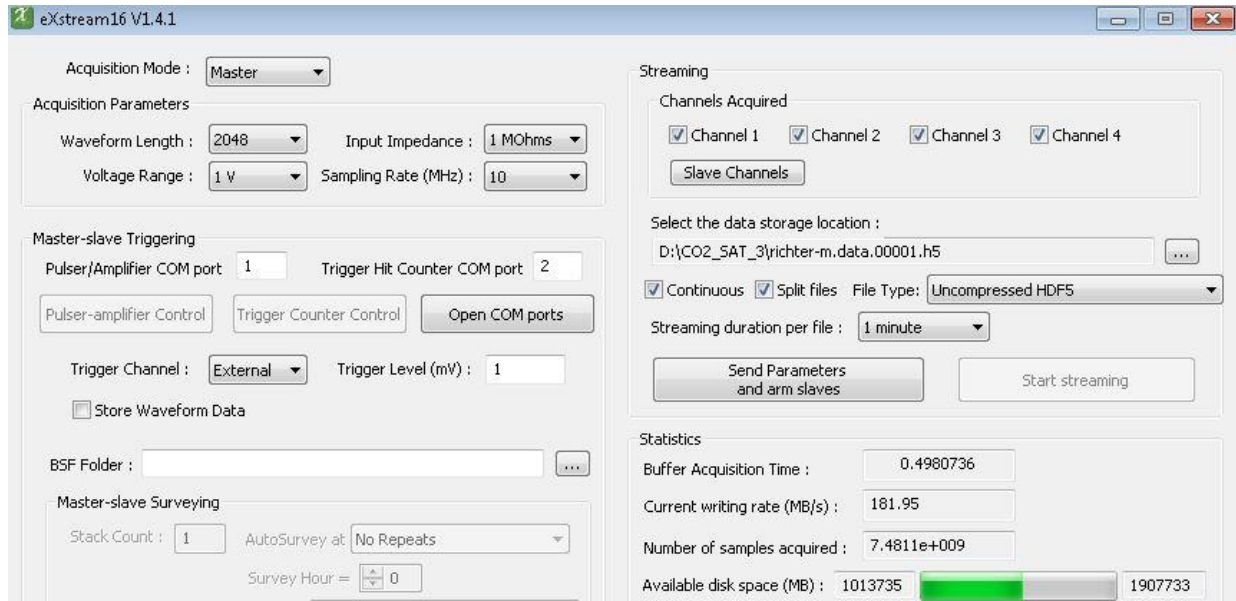 eXstream16 V1.4.1
Acquisition Mode : Master
Acquisition Parameters
Waveform Length : 2048 Input Impedance : 1 MOhms
Voltage Range : 1 V Sampling Rate (MHz) : 10
Master-slave Triggering
Pulser/Amplifier COM port 1 Trigger Hit Counter COM port 2
Pulser-amplifier Control Trigger Counter Control Open COM ports
Trigger Channel : External Trigger Level (mV) : 1
Store Waveform Data
BSF Folder : ...
Master-slave Surveying
Stack Count : 1 AutoSurvey at No Repeats
Survey Hour = 0
Streaming
Channels Acquired
Channel 1 Channel 2 Channel 3 Channel 4
Slave Channels
Select the data storage location :
D:\CO2_SAT_3\richter-m.data.00001.h5 ...
Continuous Split files File Type: Uncompressed HDF5
Streaming duration per file : 1 minute
Send Parameters
and arm slaves
Start streaming
Statistics
Buffer Acquisition Time : 0.4980736
Current writing rate (MB/s) : 181.95
Number of samples acquired : 7.4811e+009
Available disk space (MB) : 1013735 1907733